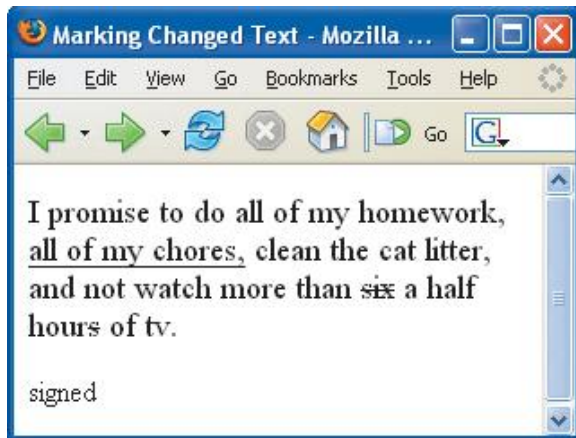 Marking Changed Text - Mozilla ...
File Edit View Go Bookmarks Tools Help
Go G
I promise to do all of my homework,
all of my chores, clean the cat litter,
and not watch more than six a half
hours of tv.
signed